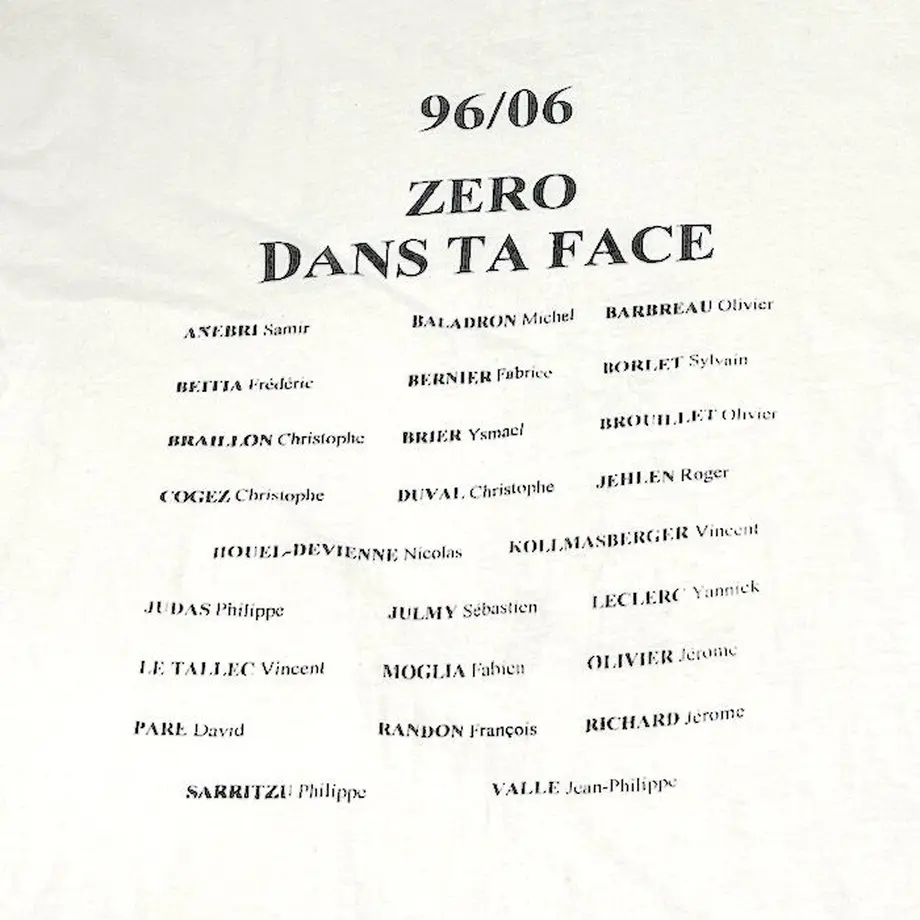 96/06
ZERO
DANS TA FACE
AXEBRI Samir BALADRON Michel BARBREAU Olivier
BEITIA Frédéric BERNIER Fabrice BORLET Sylvain
BRAILLON Christophe BRIER Ysmael BROUILLET Olivier
COGEZ Christophe DUVAL Christophe JEHLEN Roger
HOUEL-DEVIENNE Nicolas KOLLMASBERGER Vincent
JUDAS Philippe JULMY Sébastien LECLERC Yannick
LE TALLEC Vincent MOGLIA Fabien OLIVIER Jérome
PARE David RANDON François RICHARD Jérome
SARRITZU Philippe VALLE Jean-Philippe